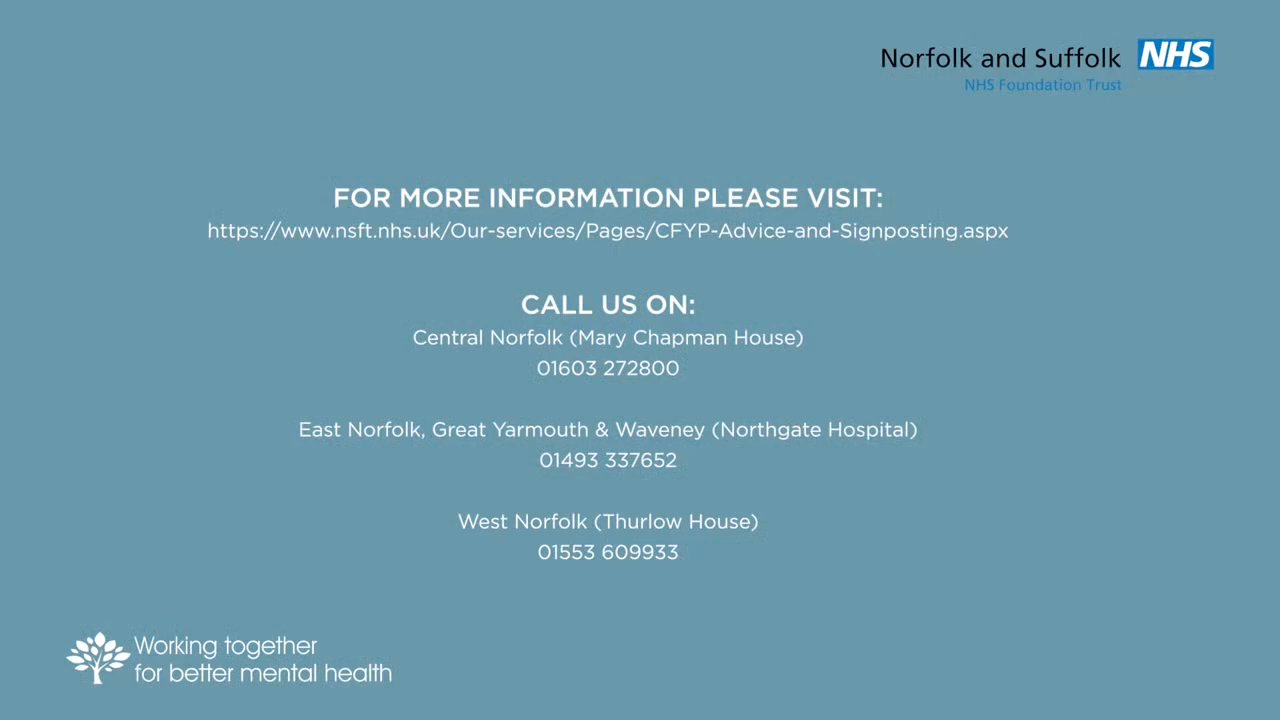 Norfolk and Suffolk NHS
NHS Foundation Trust
FOR MORE INFORMATION PLEASE VISIT:
https://www.nsft.nhs.uk/Our-services/Pages/CFYP-Advice-and-Signposting.aspx
CALL US ON:
Central Norfolk (Mary Chapman House)
01603 272800
East Norfolk, Great Yarmouth & Waveney (Northgate Hospital)
01493 337652
West Norfolk (Thurlow House)
01553 609933
Working together
for better mental health